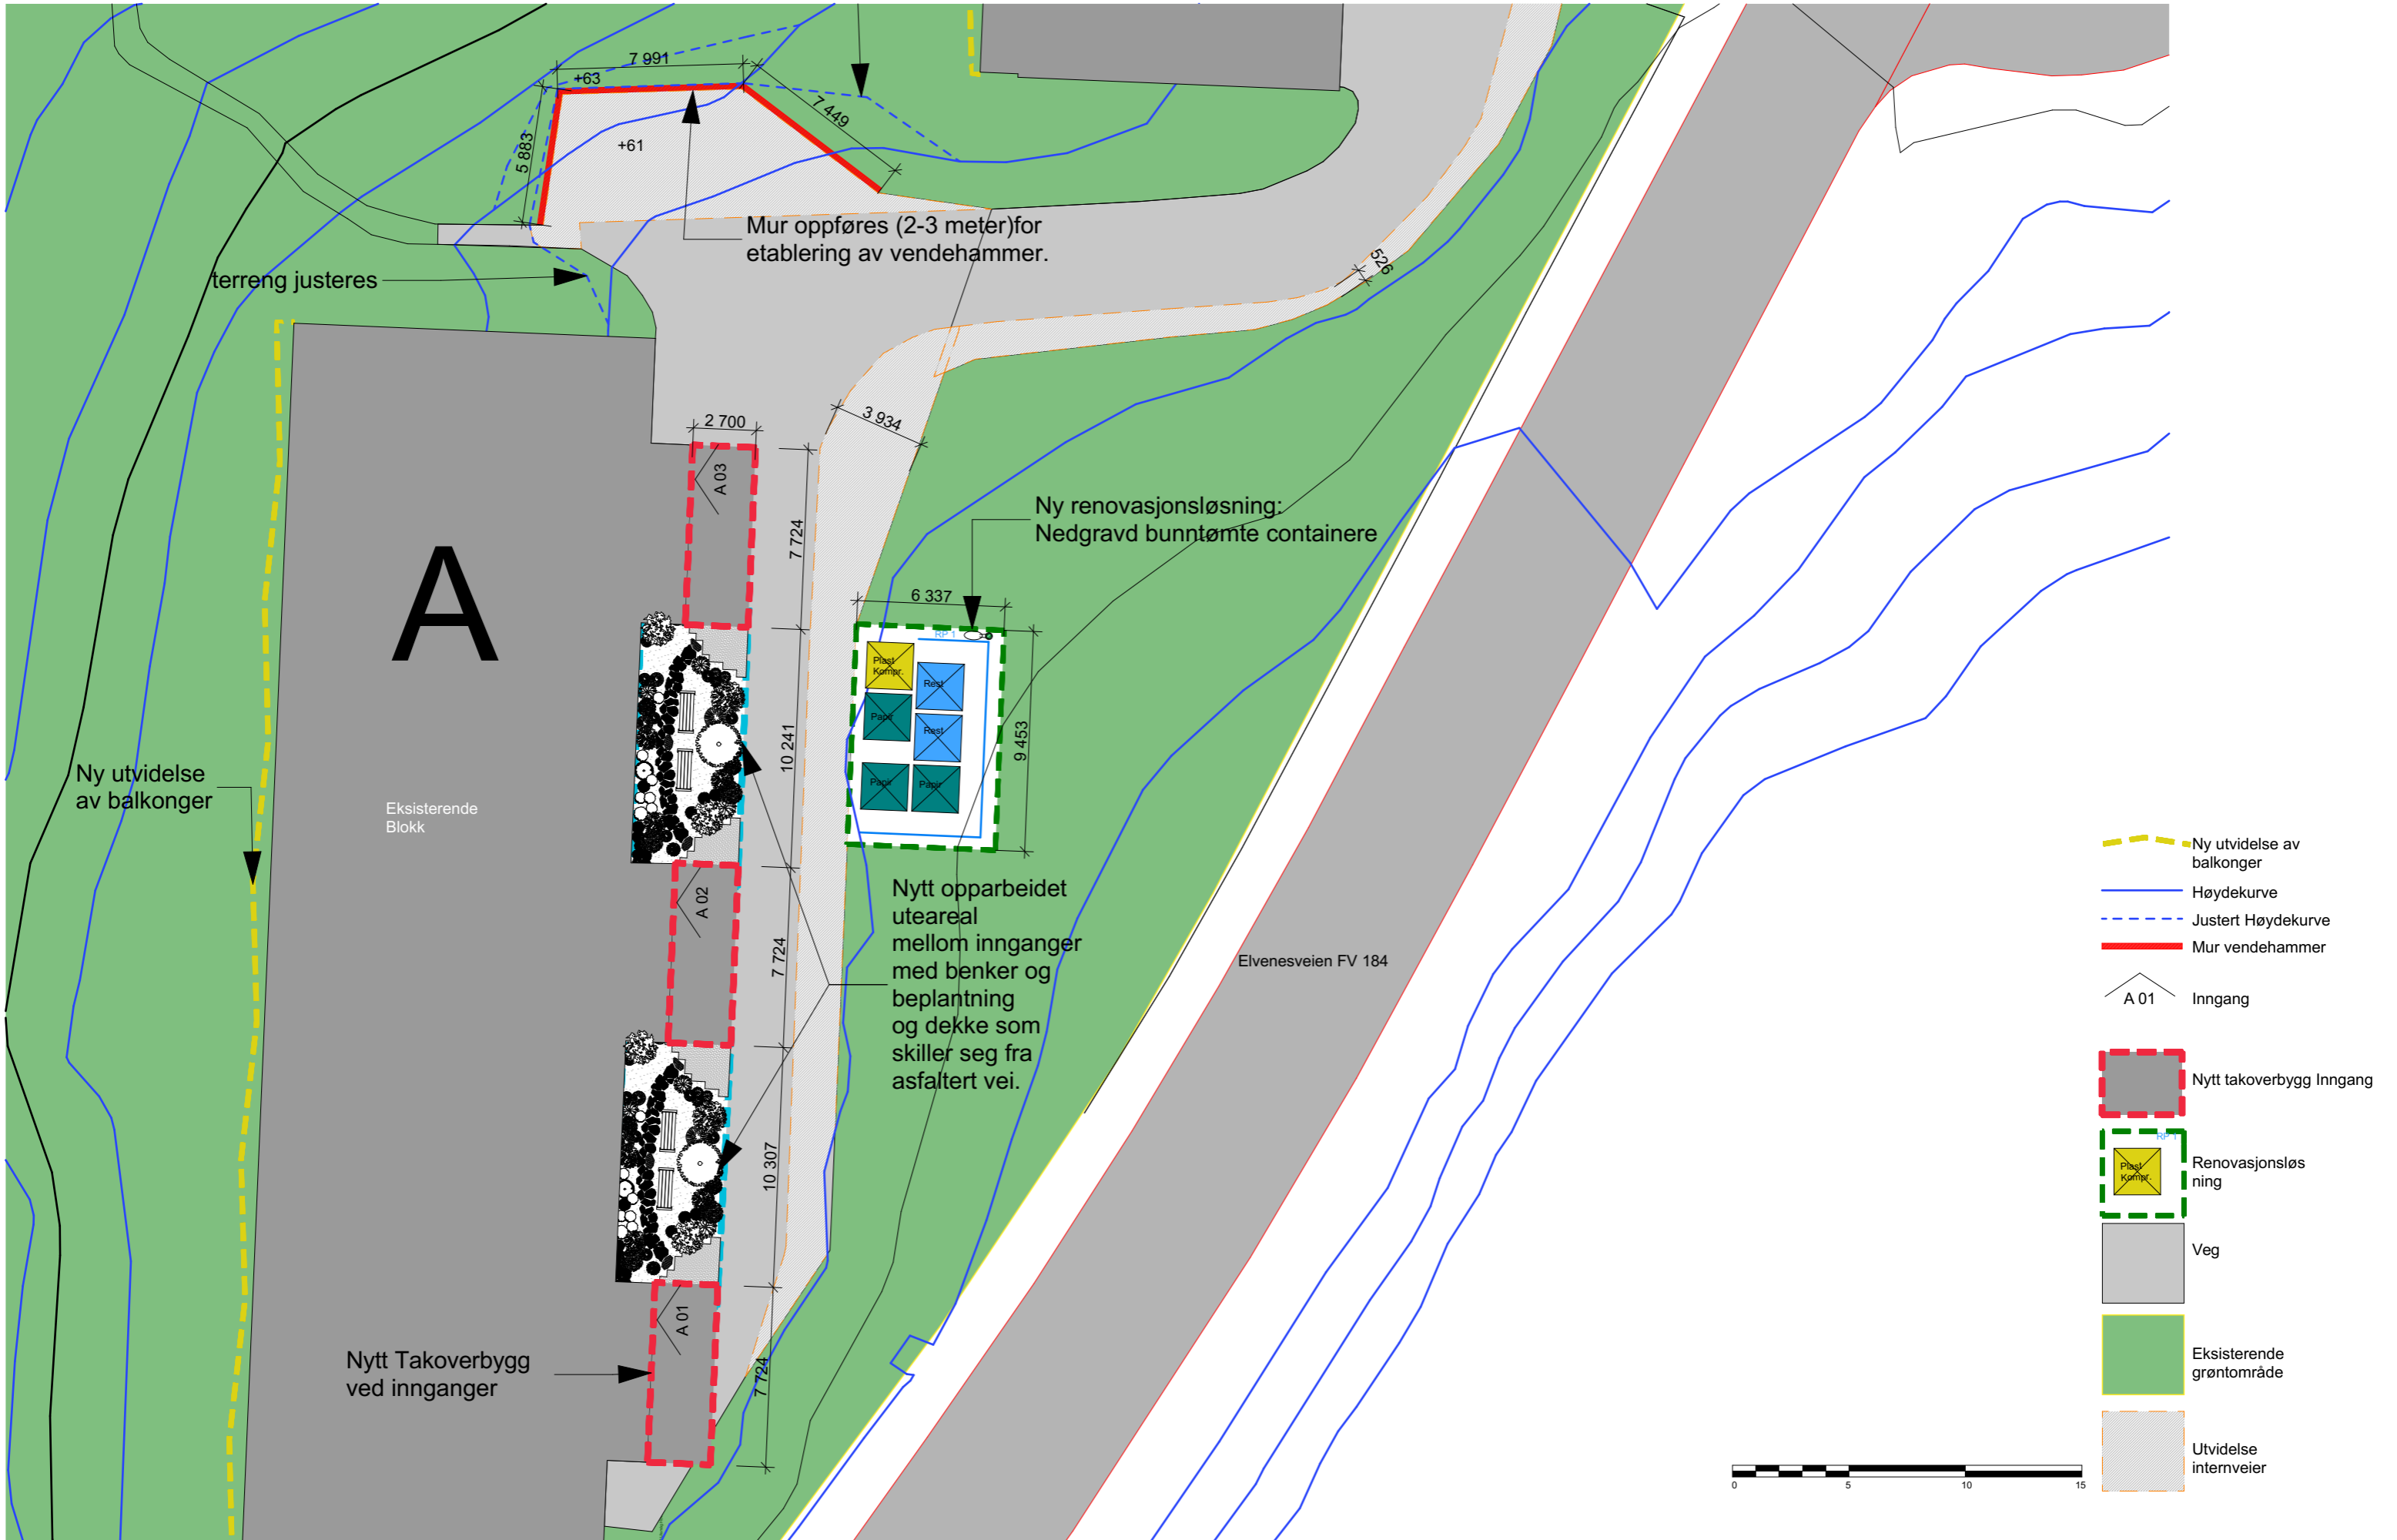 7 991
+63
7 449
5 883
+61
Mur oppføres (2-3 meter)for
etablering av vendehammer.
terreng justeres
526
2 700
3 934
A 03
7 724
Ny renovasjonsløsning:
Nedgravd bunntømte containere
A
6 337
RP 1
Plast
Kompr.
Rest
Papir
Rest
Papir
Papir
10 241
9 453
Ny utvidelse
av balkonger
Eksisterende
Blokk
A 02
7 724
Nytt opparbeidet
uteareal
mellom innganger
med benker og
beplantning
og dekke som
skiller seg fra
asfaltert vei.
Elvenesveien FV 184
10 307
A 01
7 724
Nytt Takoverbygg
ved innganger
Ny utvidelse av
balkonger
Høydekurve
Justert Høydekurve
Mur vendehammer
A 01
Inngang
Nytt takoverbygg Inngang
RP 1
Plast
Kompr.
Renovasjonsløs
ning
Veg
Eksisterende
grøntområde
Utvidelse
internveier
0 5 10 15